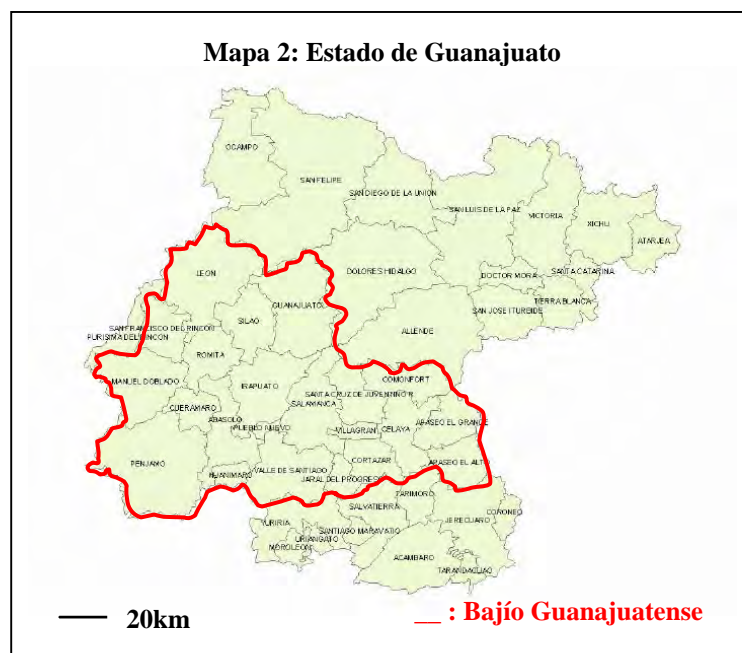 Mapa 2: Estado de Guanajuato
OCAMPO
SAN FELIPE
SAN DIEGO DE LA UNION
SAN LUIS DE LA PAZ
VICTORIA
XICHU
ATARJEA
LEON
DOLORES HIDALGO
DOCTOR MORA
SANTA CATARINA
TIERRA BLANCA
GUANAJUATO
SAN JOSE ITURBIDE
SILAO
ALLENDE
SAN FRANCISCO DEL RINCON
PURISIMA DEL RINCON
ROMITA
MANUEL DOBLADO
IRAPUATO
COMONFORT
SANTA CRUZ DE JUVENTINO R
SALAMANCA
CUERAMARO
ABASOLO
PUEBLO NUEVO
VILLAGRAN
CELAYA
APASEO EL GRANDE
PENJAMO
HUANIMARO
VALLE DE SANTIAGO
CORTAZAR
APASEO EL ALTO
JARAL DEL PROGRES
TARIMORO
SALVATIERRA
CORONEO
JERECUARO
YURIRIA
SANTIAGO MARAVATIO
URIANGATO
MOROLEON
ACAMBARO
TARANDACUAO
20km
__ : Bajío Guanajuatense